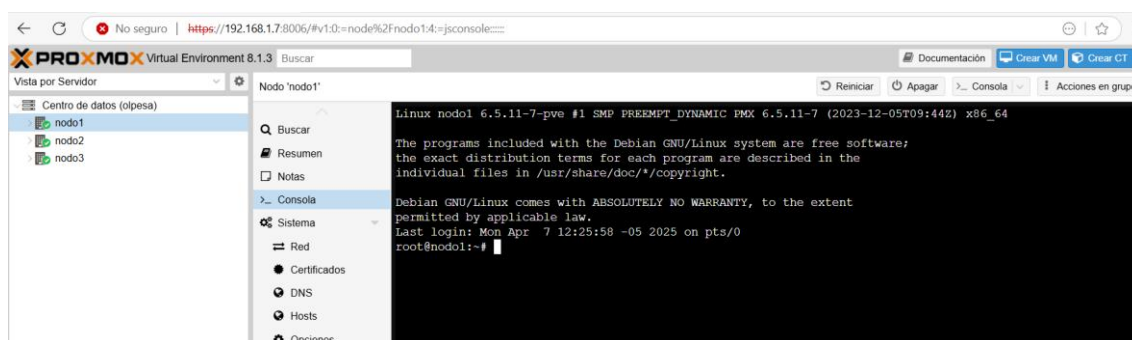 No seguro | https://192.168.1.7:8006/#v1:0:=node%2Fnodo1:4:=jsconsole::::::
PROXMOX Virtual Environment 8.1.3 Buscar Documentación Crear VM Crear CT
Vista por Servidor Nodo 'nodo1' Reiniciar Apagar >_ Consola Acciones en grup
Centro de datos (olpesa)
nodo1
nodo2
nodo3
Buscar
Resumen
Notas
>_ Consola
Sistema
Red
Certificados
DNS
Hosts
Opciones
Linux nodo1 6.5.11-7-pve #1 SMP PREEMPT_DYNAMIC PMX 6.5.11-7 (2023-12-05T09:44Z) x86_64
The programs included with the Debian GNU/Linux system are free software;
the exact distribution terms for each program are described in the
individual files in /usr/share/doc/*/copyright.
Debian GNU/Linux comes with ABSOLUTELY NO WARRANTY, to the extent
permitted by applicable law.
Last login: Mon Apr  7 12:25:58 -05 2025 on pts/0
root@nodo1:~#